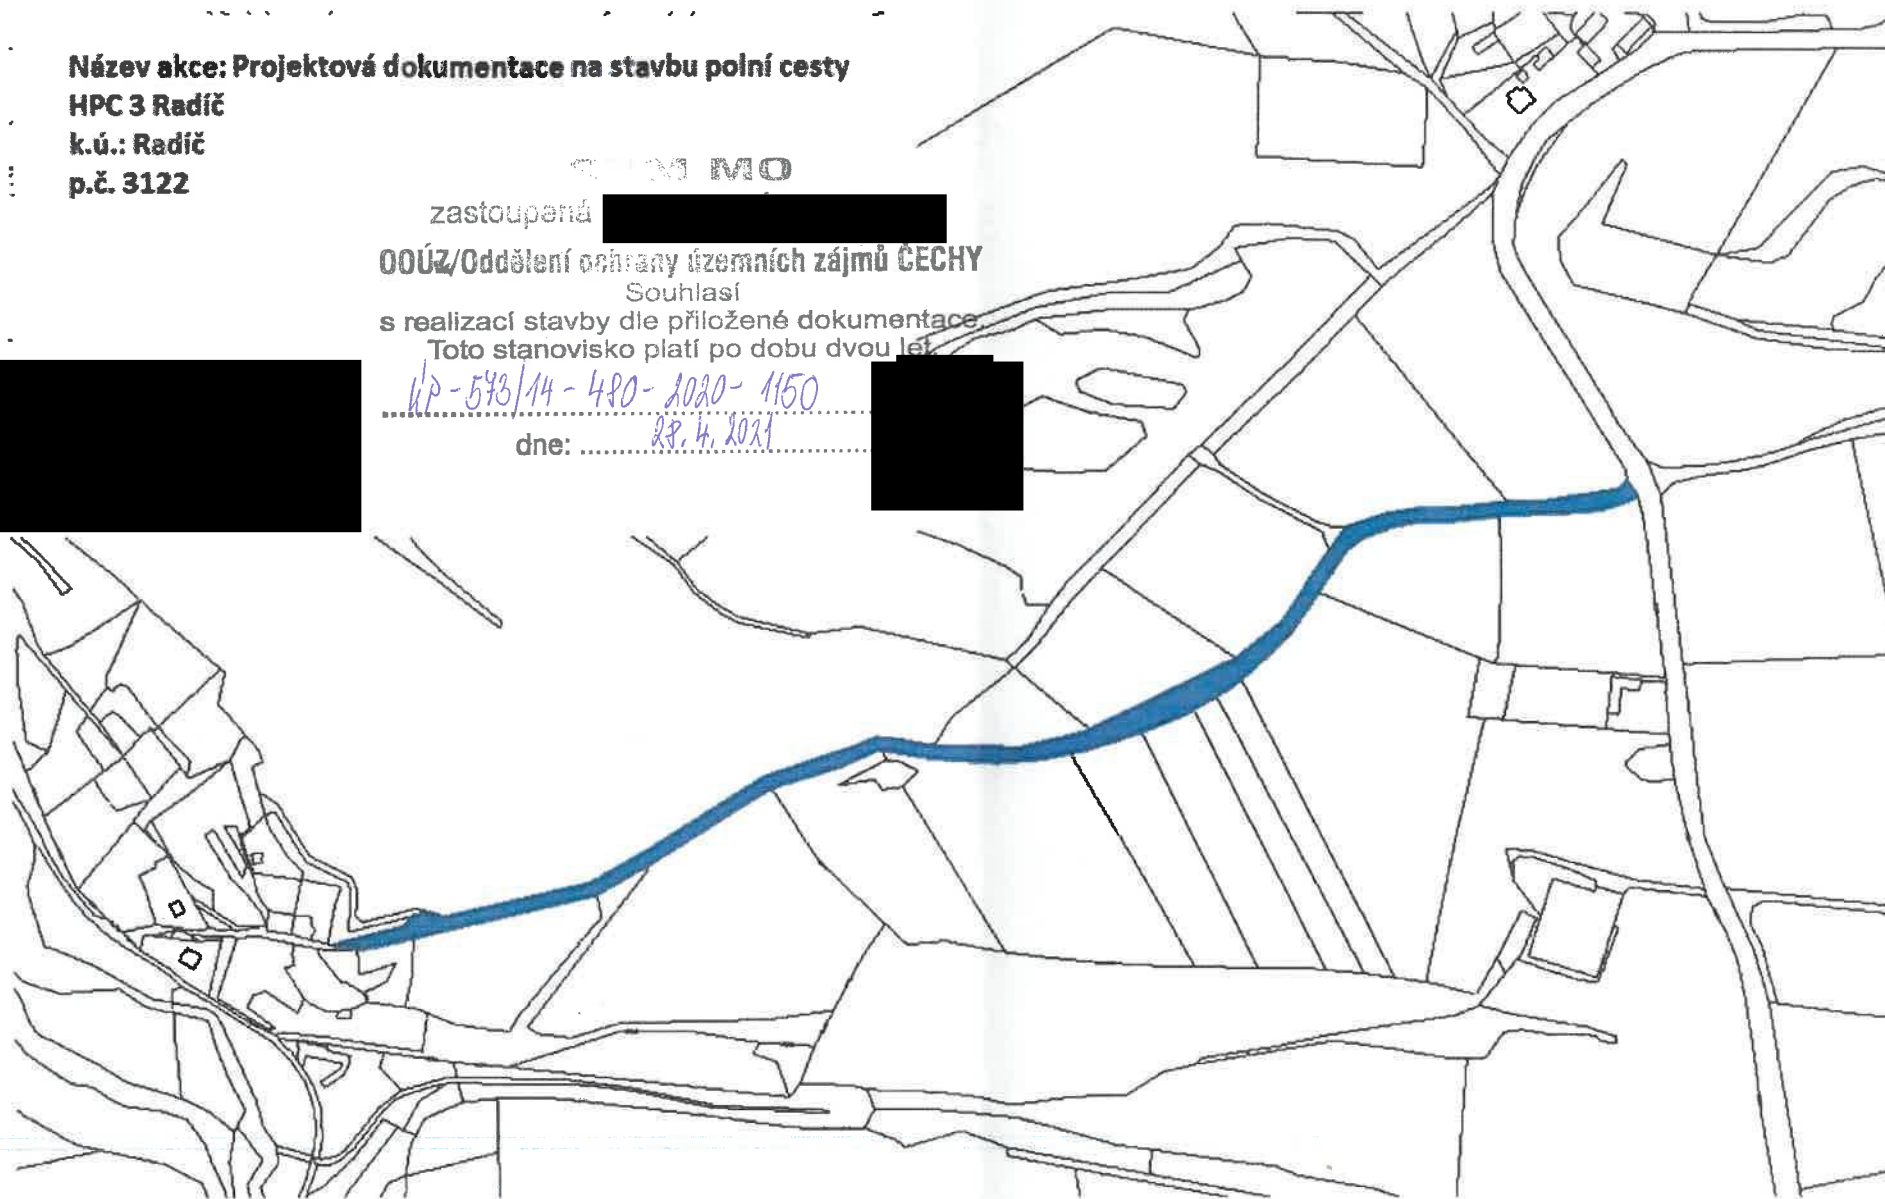 Název akce: Projektová dokumentace na stavbu polní cesty
HPC 3 Radíč
k.ú.: Radíč
p.č. 3122
MO
zastoupená
OOÚZ/Oddělení ochrany územních zájmů ČECHY
Souhlasí
s realizací stavby dle přiložené dokumentace.
Toto stanovisko platí po dobu dvou let.
ÚP-573/14-480-2020-1150
dne: 28.4.2021